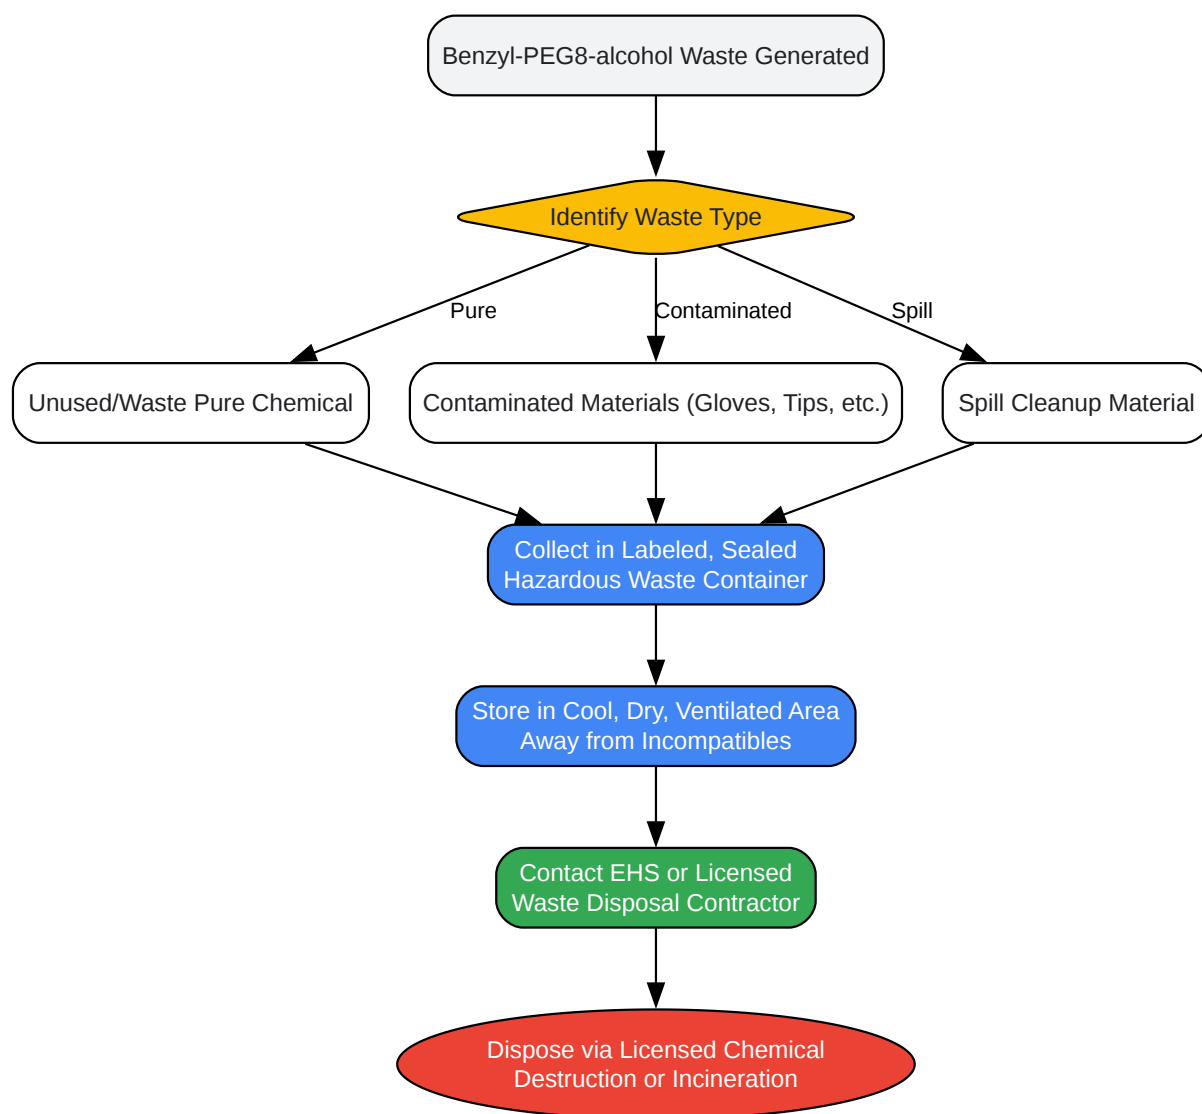 Benzyl-PEG8-alcohol Waste Generated
Identify Waste Type
Pure
Contaminated
Spill
Unused/Waste Pure Chemical
Contaminated Materials (Gloves, Tips, etc.)
Spill Cleanup Material
Collect in Labeled, Sealed
Hazardous Waste Container
Store in Cool, Dry, Ventilated Area
Away from Incompatibles
Contact EHS or Licensed
Waste Disposal Contractor
Dispose via Licensed Chemical
Destruction or Incineration